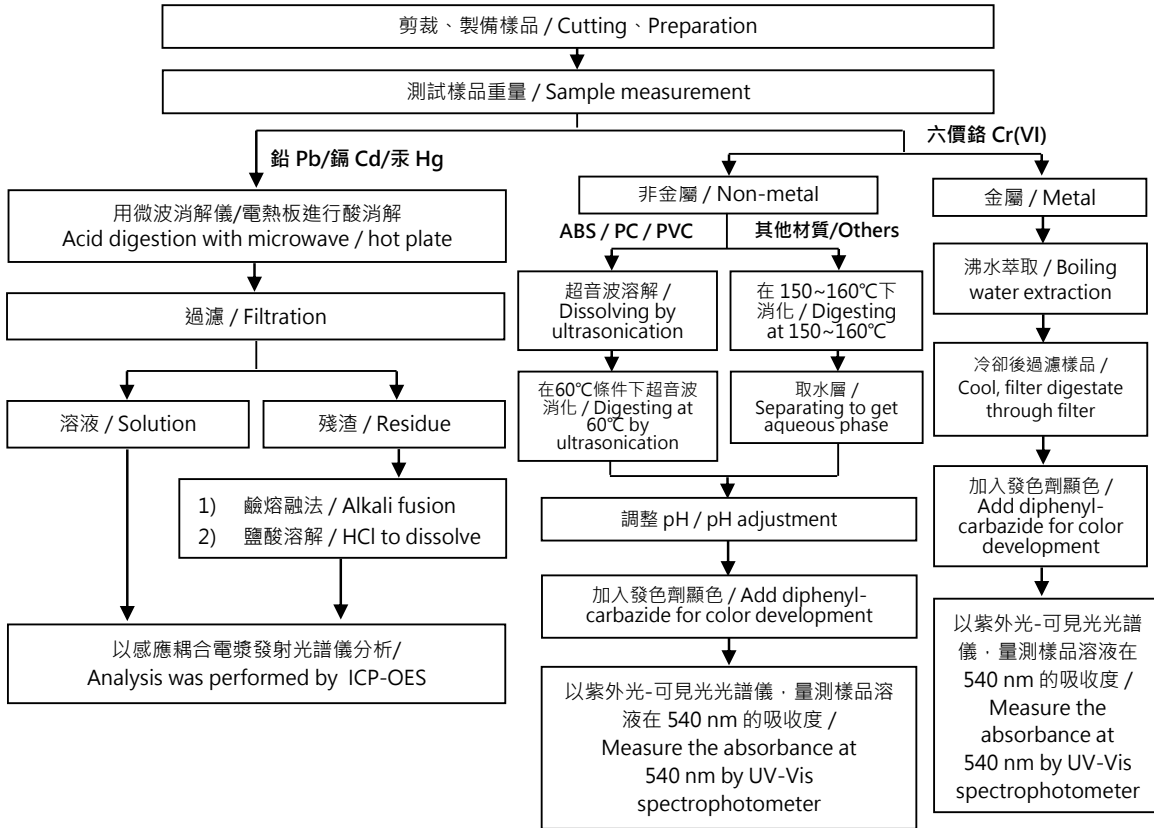 剪裁、製備樣品 / Cutting、Preparation
測試樣品重量 / Sample measurement
鉛 Pb/鎘 Cd/汞 Hg
六價鉻 Cr(VI)
用微波消解儀/電熱板進行酸消解
Acid digestion with microwave / hot plate
過濾 / Filtration
溶液 / Solution
殘渣 / Residue
1) 鹼熔融法 / Alkali fusion
2) 鹽酸溶解 / HCl to dissolve
以感應耦合電漿發射光譜儀分析/
Analysis was performed by ICP-OES
非金屬 / Non-metal
ABS / PC / PVC
其他材質/Others
超音波溶解 /
Dissolving by
ultrasonication
在60℃條件下超音波
消化 / Digesting at
60℃ by
ultrasonication
在 150~160℃下
消化 / Digesting
at 150~160℃
取水層 /
Separating to get
aqueous phase
調整 pH / pH adjustment
加入發色劑顯色 / Add diphenyl-
carbazide for color development
以紫外光-可見光光譜儀，量測樣品溶
液在 540 nm 的吸收度 /
Measure the absorbance at
540 nm by UV-Vis
spectrophotometer
金屬 / Metal
沸水萃取 / Boiling
water extraction
冷卻後過濾樣品 /
Cool, filter digestate
through filter
加入發色劑顯色 /
Add diphenyl-
carbazide for color
development
以紫外光-可見光光譜
儀，量測樣品溶液在
540 nm 的吸收度 /
Measure the
absorbance at
540 nm by UV-Vis
spectrophotometer